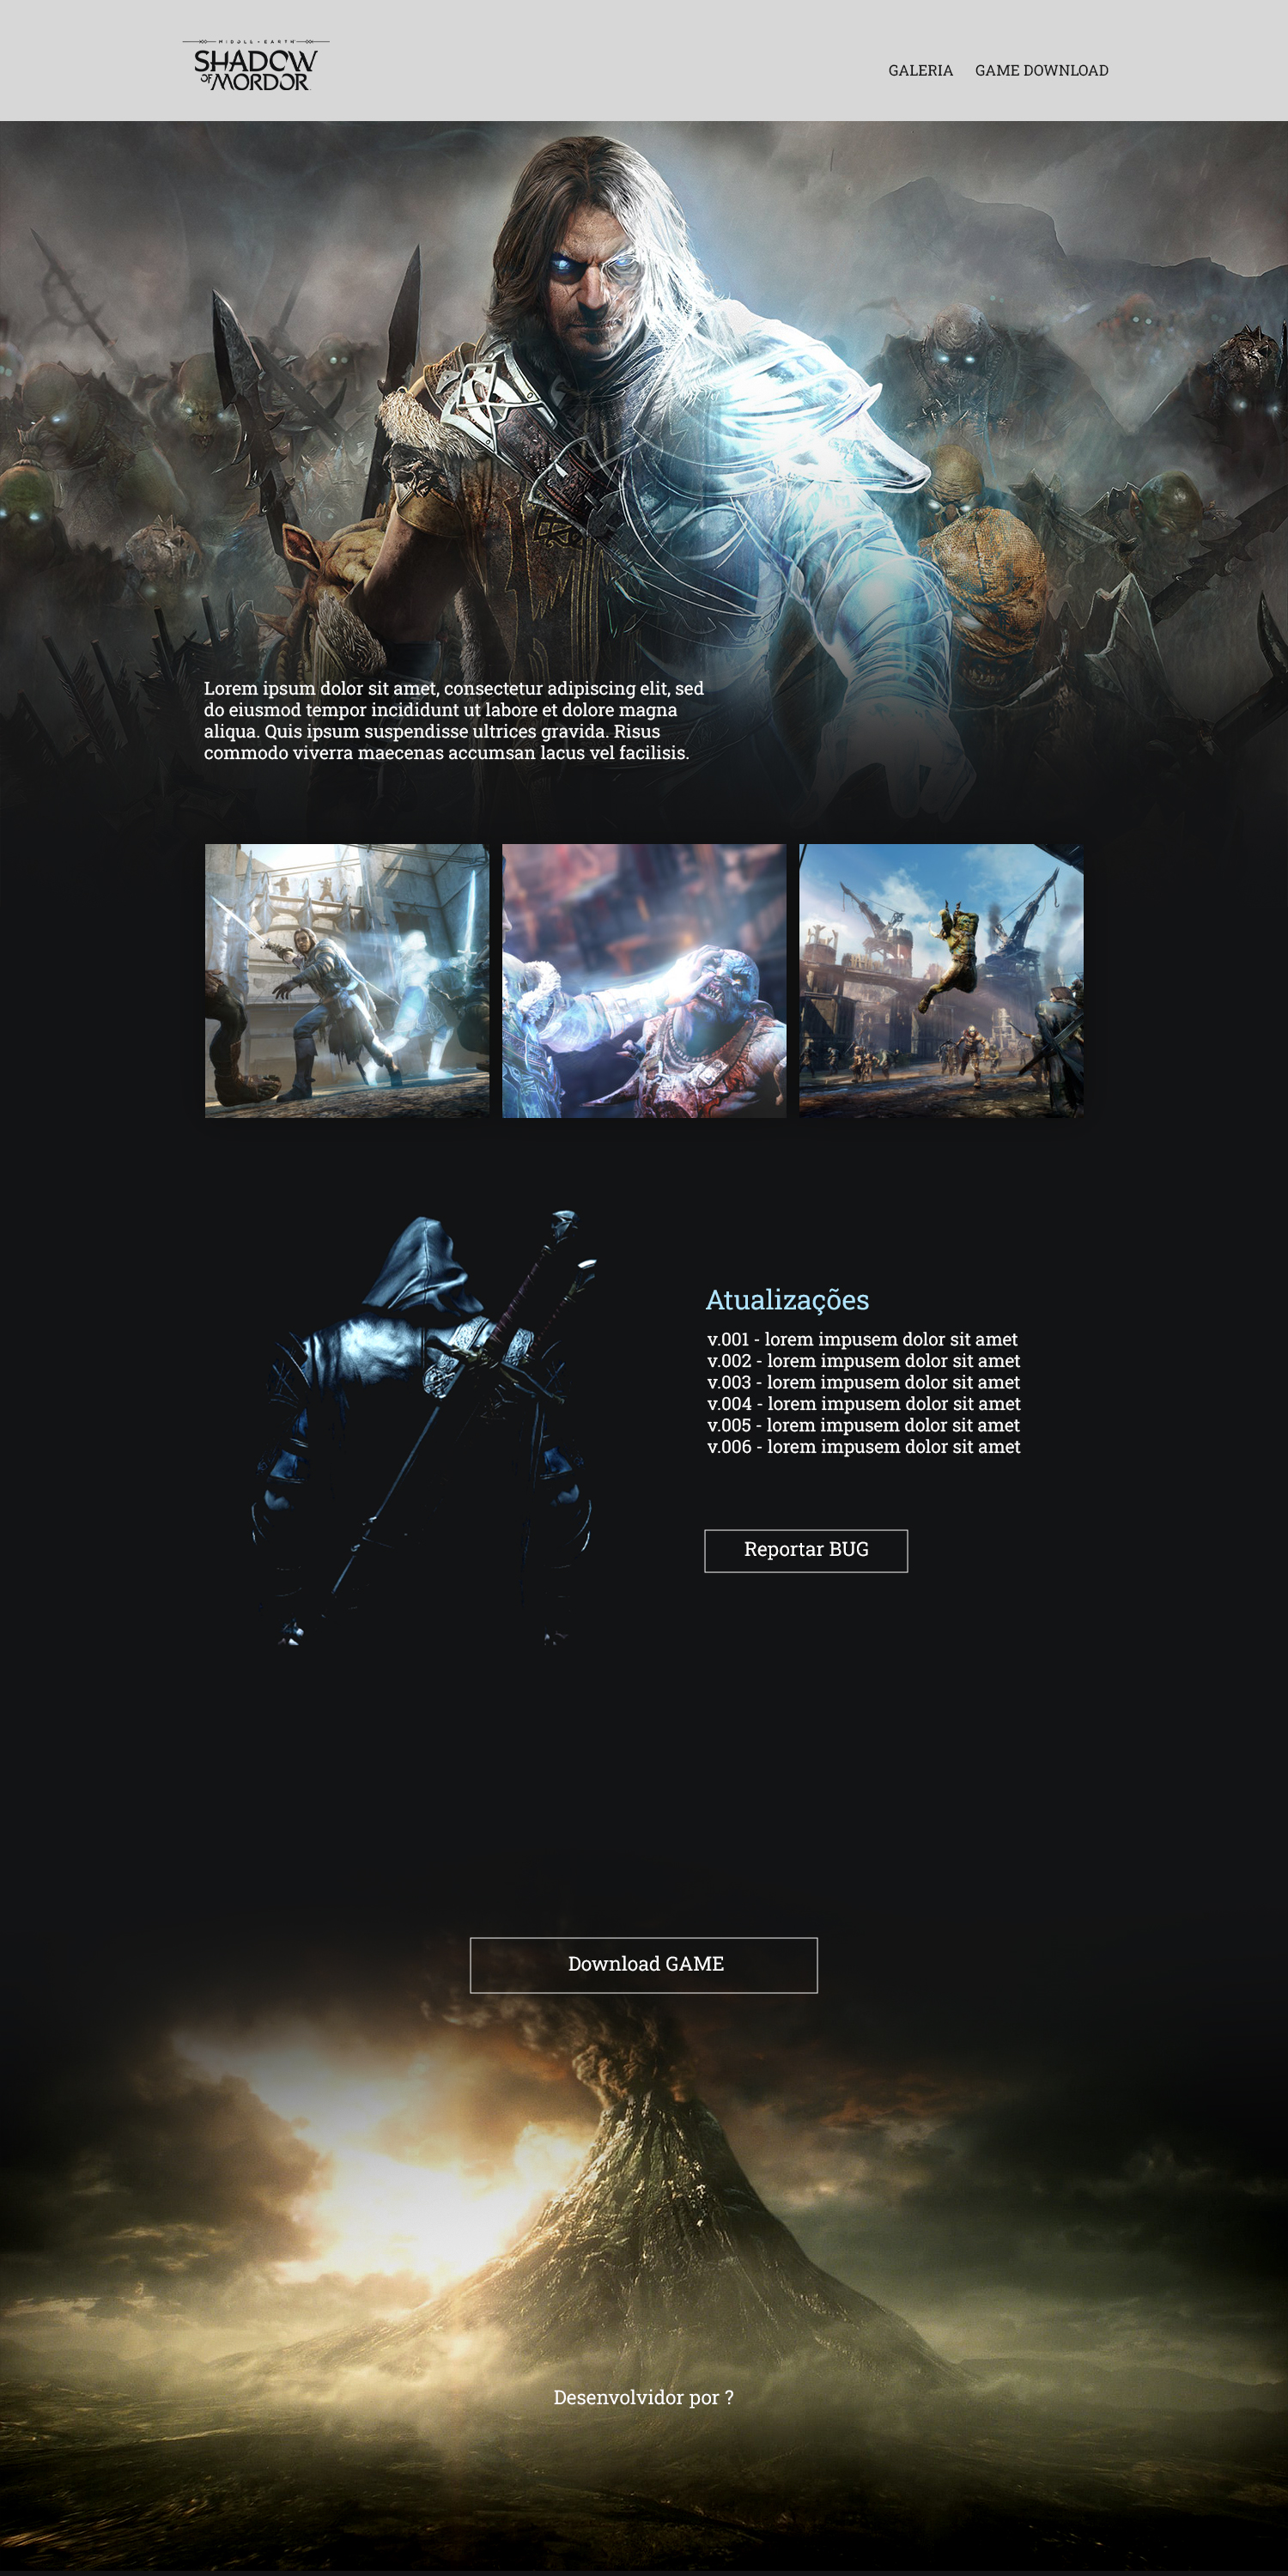 MIDDLE-EARTH
SHADOW
OF MORDOR
GALERIA GAME DOWNLOAD
Lorem ipsum dolor sit amet, consectetur adipiscing elit, sed
do eiusmod tempor incididunt ut labore et dolore magna
aliqua. Quis ipsum suspendisse ultrices gravida. Risus
commodo viverra maecenas accumsan lacus vel facilisis.
Atualizações
v.001 - lorem impusem dolor sit amet
v.002 - lorem impusem dolor sit amet
v.003 - lorem impusem dolor sit amet
v.004 - lorem impusem dolor sit amet
v.005 - lorem impusem dolor sit amet
v.006 - lorem impusem dolor sit amet
Reportar BUG
Download GAME
Desenvolvidor por ?